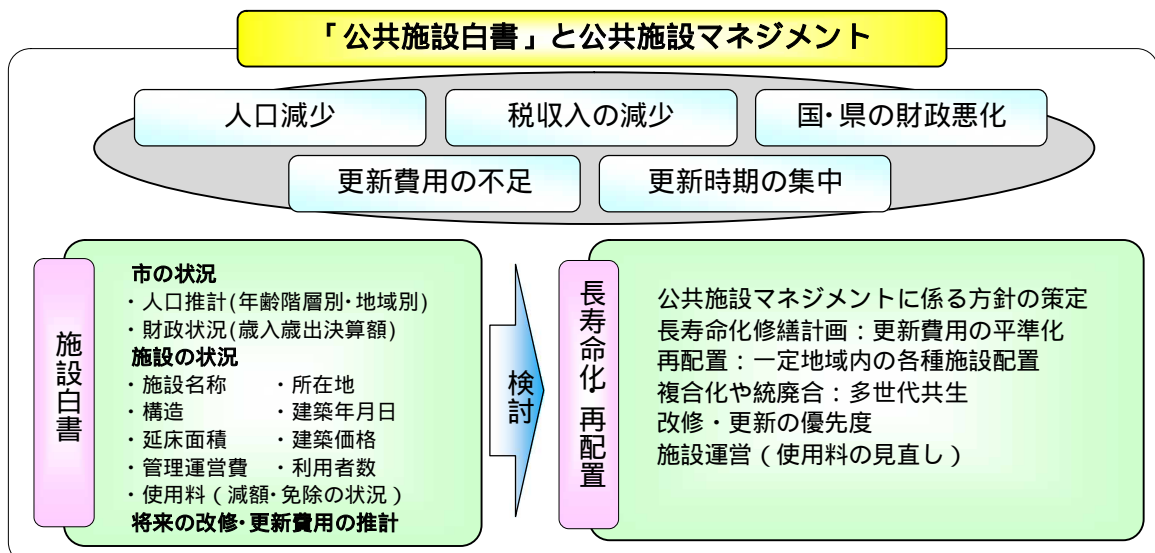 「公共施設白書」と公共施設マネジメント
人口減少
税収入の減少
国・県の財政悪化
更新費用の不足
更新時期の集中
施設白書
市の状況
・人口推計(年齢階層別・地域別)
・財政状況(歳入歳出決算額)
施設の状況
・施設名称 ・所在地
・構造 ・建築年月日
・延床面積 ・建築価格
・管理運営費 ・利用者数
・使用料(減額・免除の状況)
将来の改修・更新費用の推計
検討
長寿命化・再配置
公共施設マネジメントに係る方針の策定
長寿命化修繕計画:更新費用の平準化
再配置:一定地域内の各種施設配置
複合化や統廃合:多世代共生
改修・更新の優先度
施設運営(使用料の見直し)